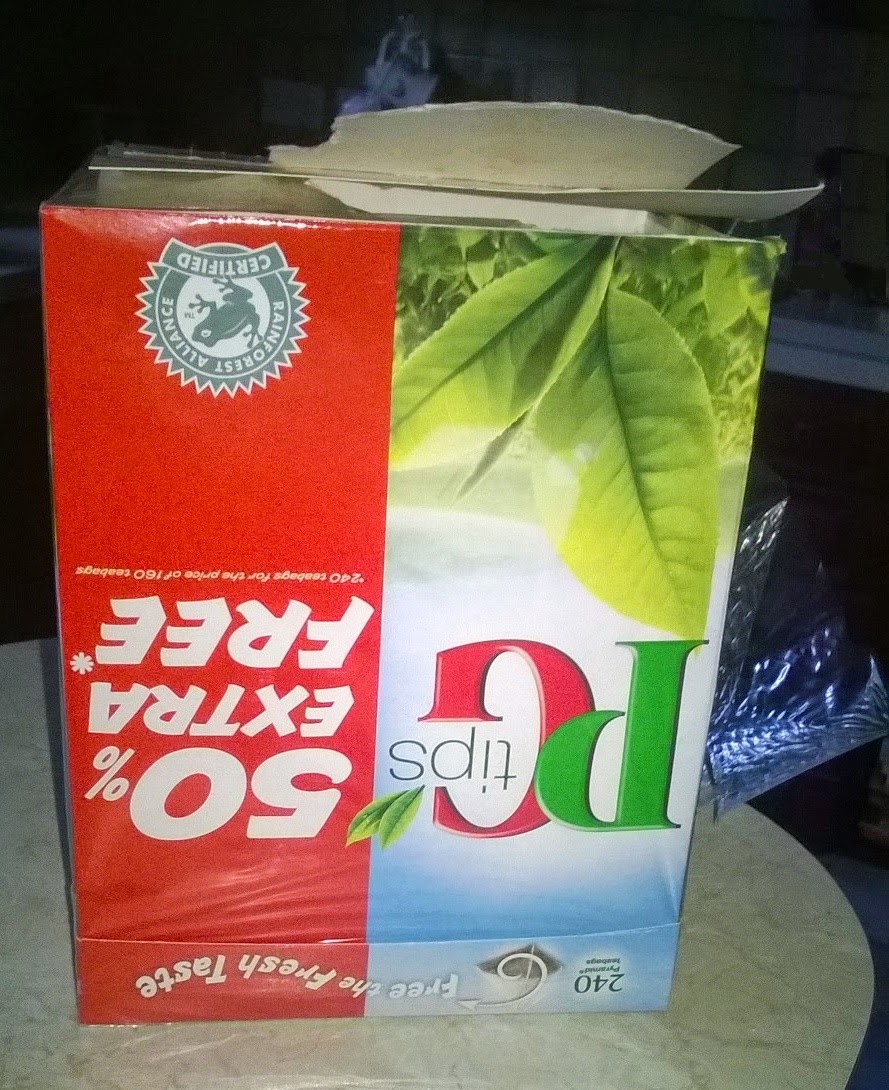 240
Pyramid®
teabags
Free the Fresh Taste
PG
tips
50%
EXTRA
FREE*
*240 teabags for the price of 160 teabags
RAINFOREST ALLIANCE
CERTIFIED
TM